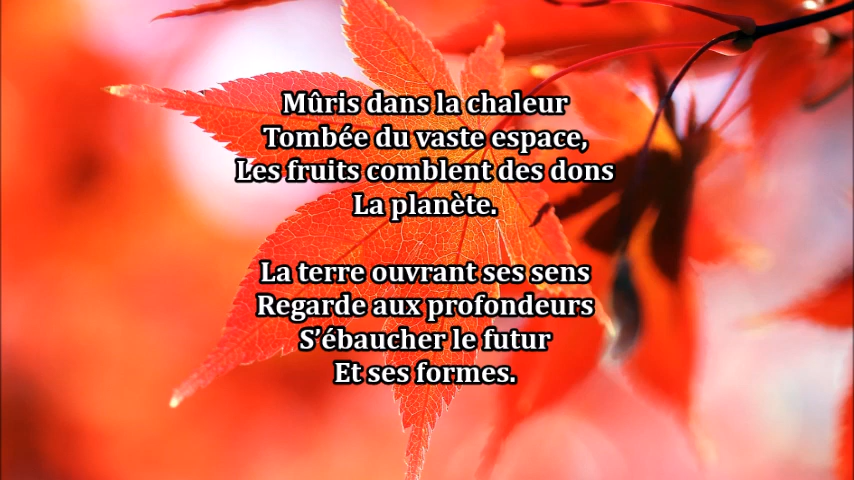 Mûris dans la chaleur
Tombée du vaste espace,
Les fruits comblent des dons
La planète.
La terre ouvrant ses sens
Regarde aux profondeurs
S’ébaucher le futur
Et ses formes.